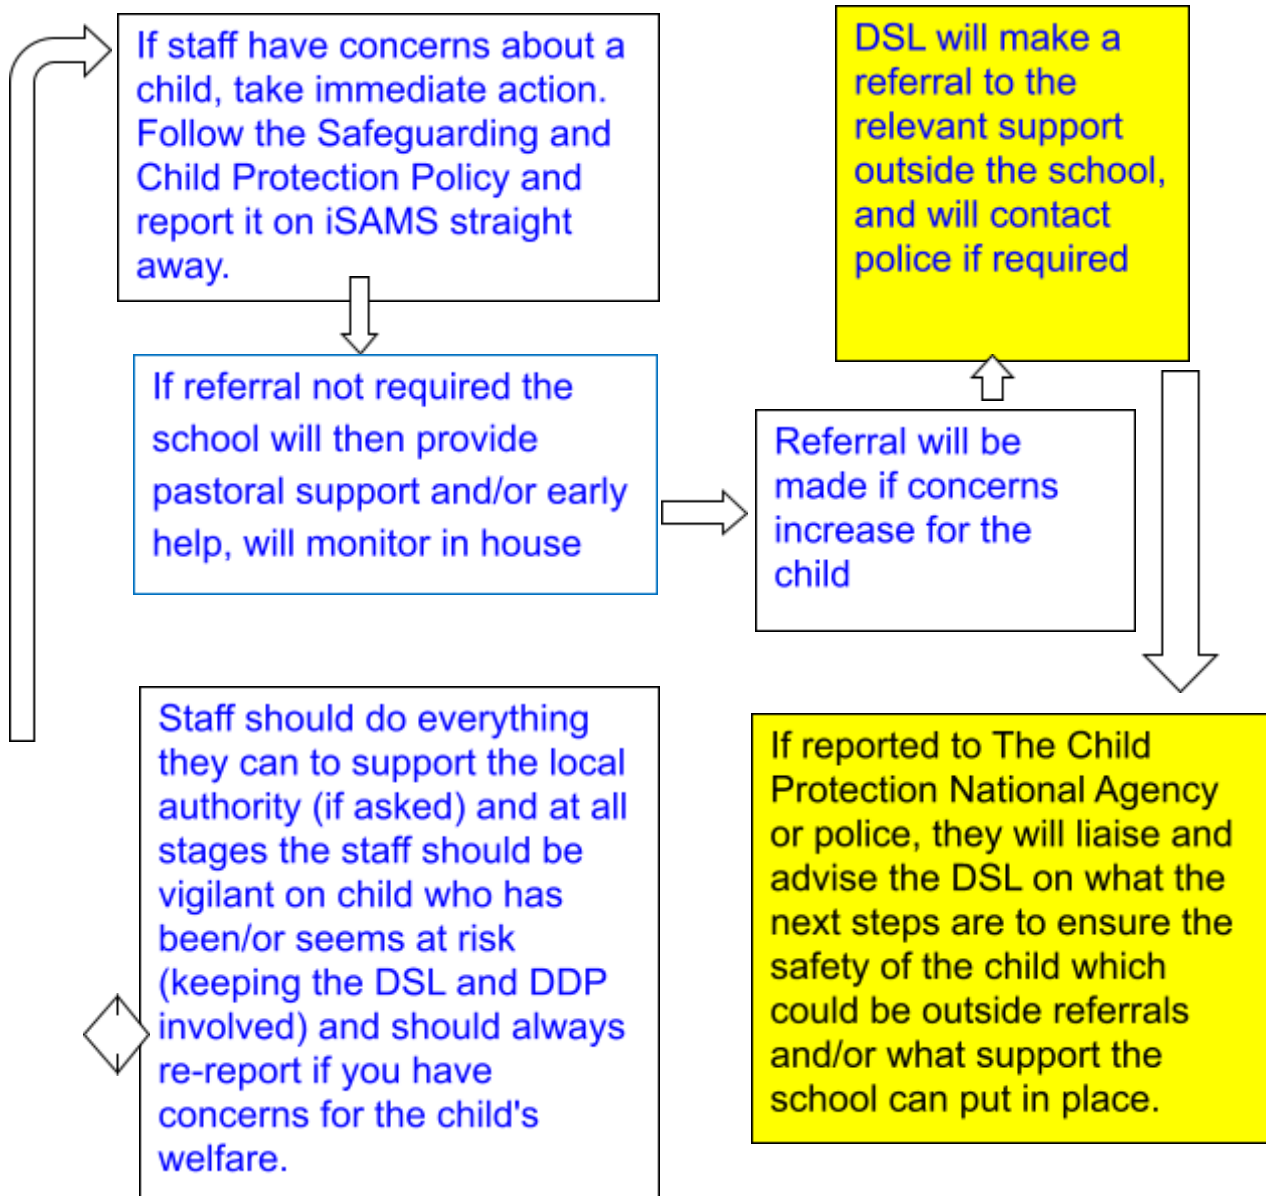 If staff have concerns about a
child, take immediate action.
Follow the Safeguarding and
Child Protection Policy and
report it on iSAMS straight
away.
If referral not required the
school will then provide
pastoral support and/or early
help, will monitor in house
Referral will be
made if concerns
increase for the
child
DSL will make a
referral to the
relevant support
outside the school,
and will contact
police if required
If reported to The Child
Protection National Agency
or police, they will liaise and
advise the DSL on what the
next steps are to ensure the
safety of the child which
could be outside referrals
and/or what support the
school can put in place.
Staff should do everything
they can to support the local
authority (if asked) and at all
stages the staff should be
vigilant on child who has
been/or seems at risk
(keeping the DSL and DDP
involved) and should always
re-report if you have
concerns for the child's
welfare.